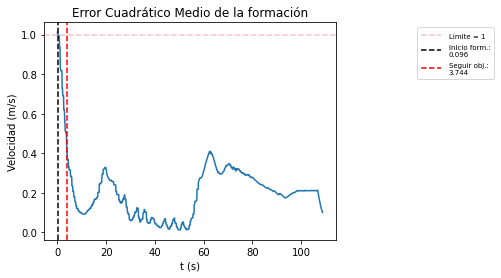 Error Cuadrático Medio de la formación
1.0
0.8
0.6
0.4
0.2
0.0
Velocidad (m/s)
0 20 40 60 80 100
t (s)
Límite = 1
Inicio form.:
0.096
Seguir obj.:
3.744